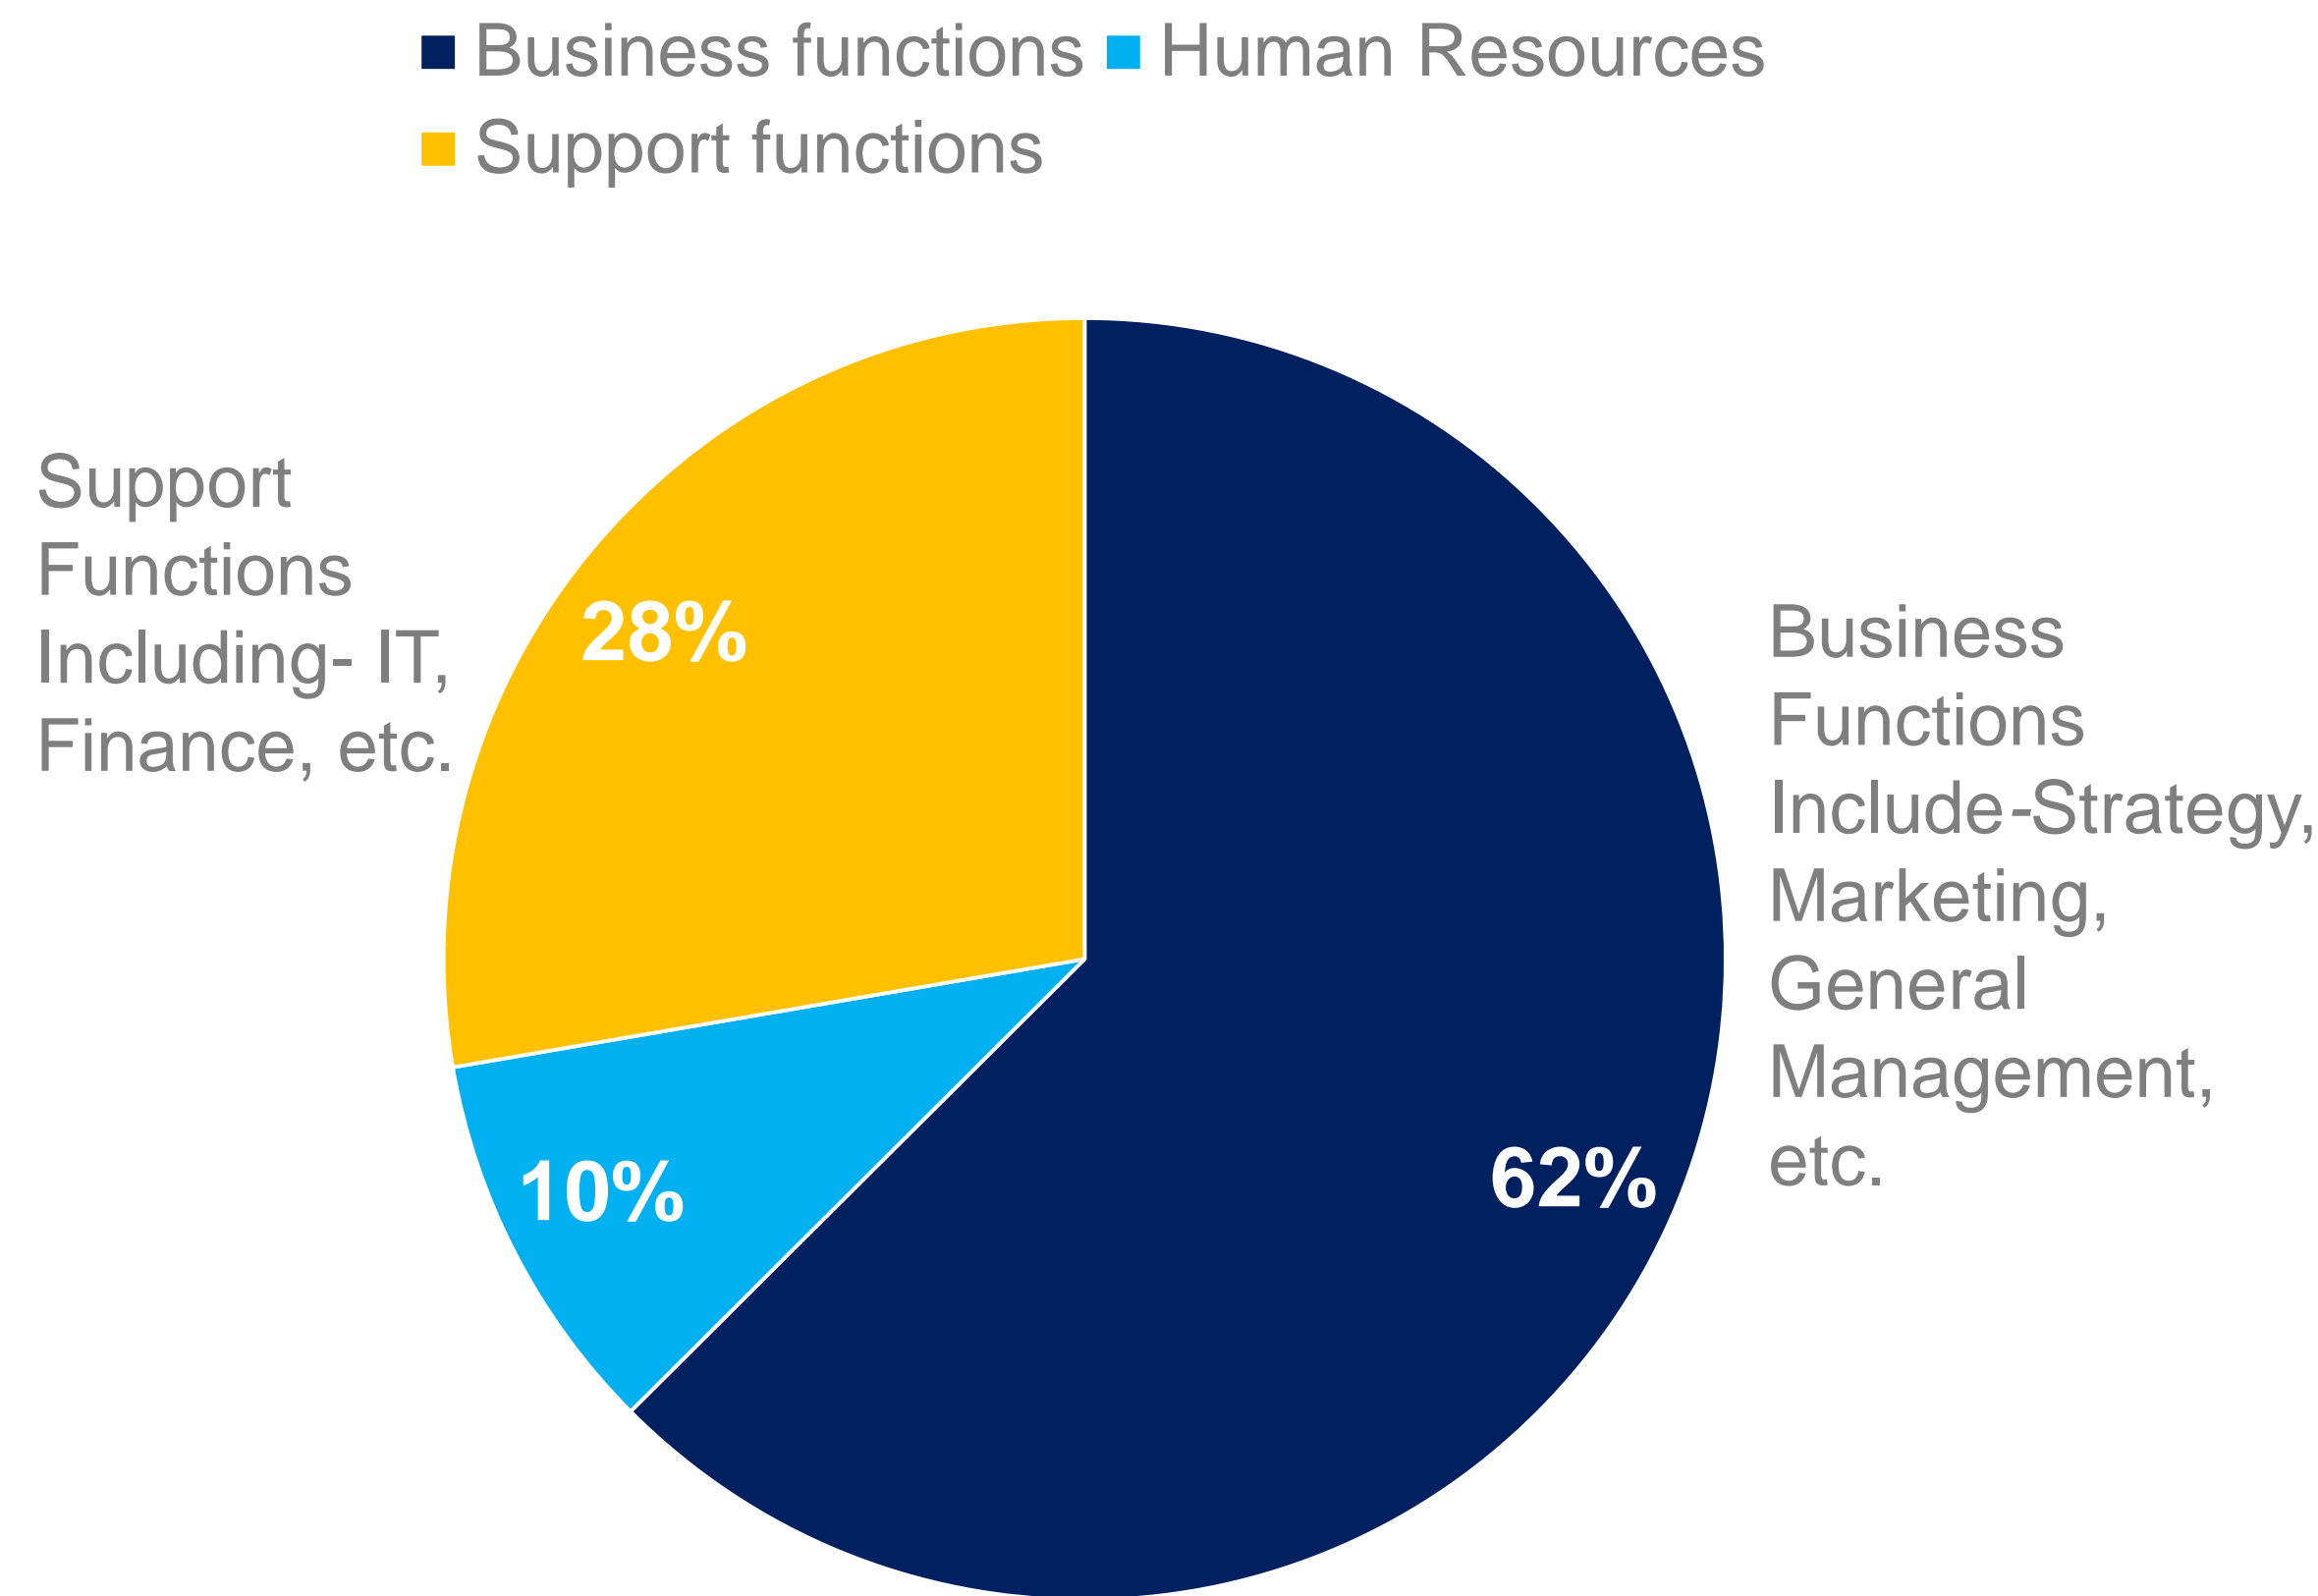 Business functions Human Resources
Support functions
Support
Functions
Including- IT,
Finance, etc.
28%
10%
62%
Business
Functions
Include-Strategy,
Marketing,
General
Management,
etc.